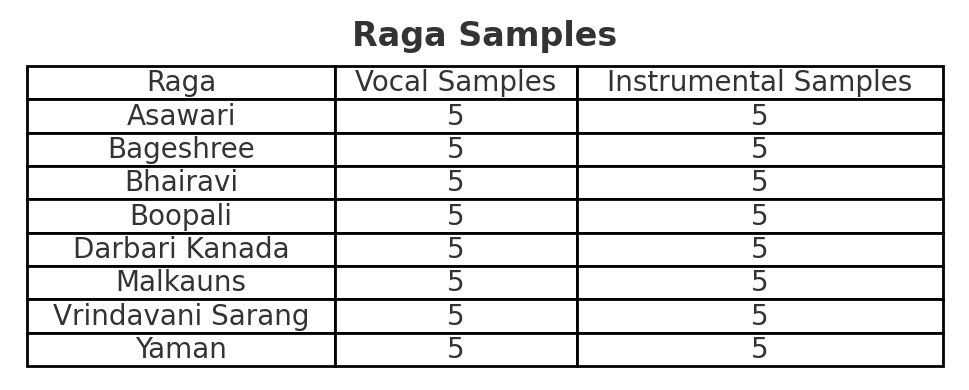 Raga Samples
Raga Vocal Samples Instrumental Samples
Asawari 5 5
Bageshree 5 5
Bhairavi 5 5
Boopali 5 5
Darbari Kanada 5 5
Malkauns 5 5
Vrindavani Sarang 5 5
Yaman 5 5